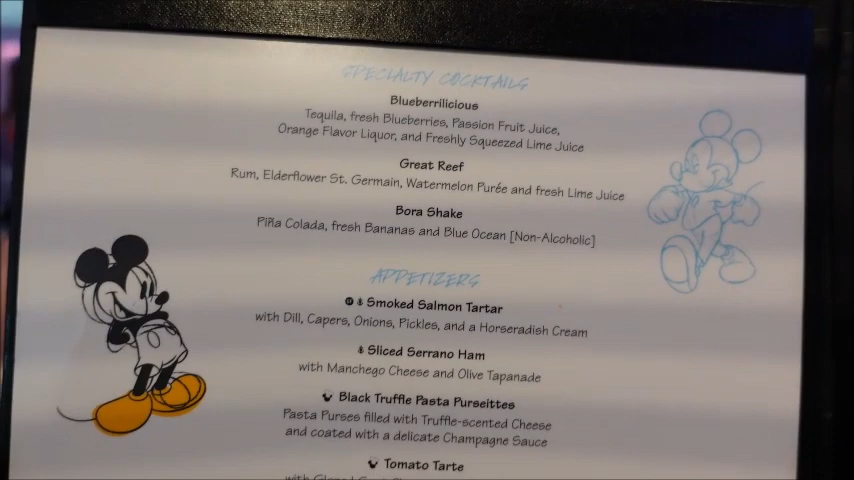 SPECIALTY COCKTAILS
Blueberrilicious
Tequila, fresh Blueberries, Passion Fruit Juice,
Orange Flavor Liquor, and Freshly Squeezed Lime Juice
Great Reef
Rum, Elderflower St. Germain, Watermelon Purée and fresh Lime Juice
Bora Shake
Piña Colada, fresh Bananas and Blue Ocean [Non-Alcoholic]
APPETIZERS
Smoked Salmon Tartar
with Dill, Capers, Onions, Pickles, and a Horseradish Cream
Sliced Serrano Ham
with Manchego Cheese and Olive Tapanade
Black Truffle Pasta Purseittes
Pasta Purses filled with Truffle-scented Cheese
and coated with a delicate Champagne Sauce
Tomato Tarte
with